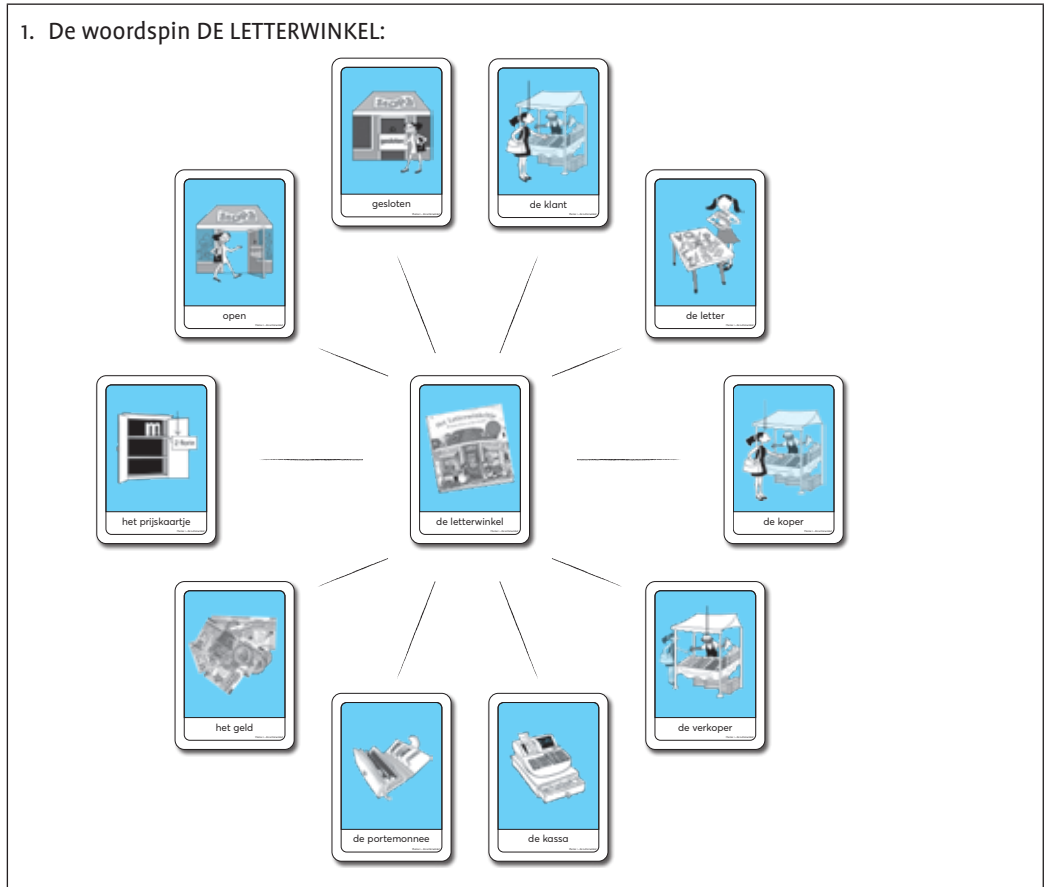 1. De woordspin DE LETTERWINKEL:
gesloten
de klant
open
de letter
het prijskaartje
m
de letterwinkel
de koper
het geld
de verkoper
de portemonnee
de kassa